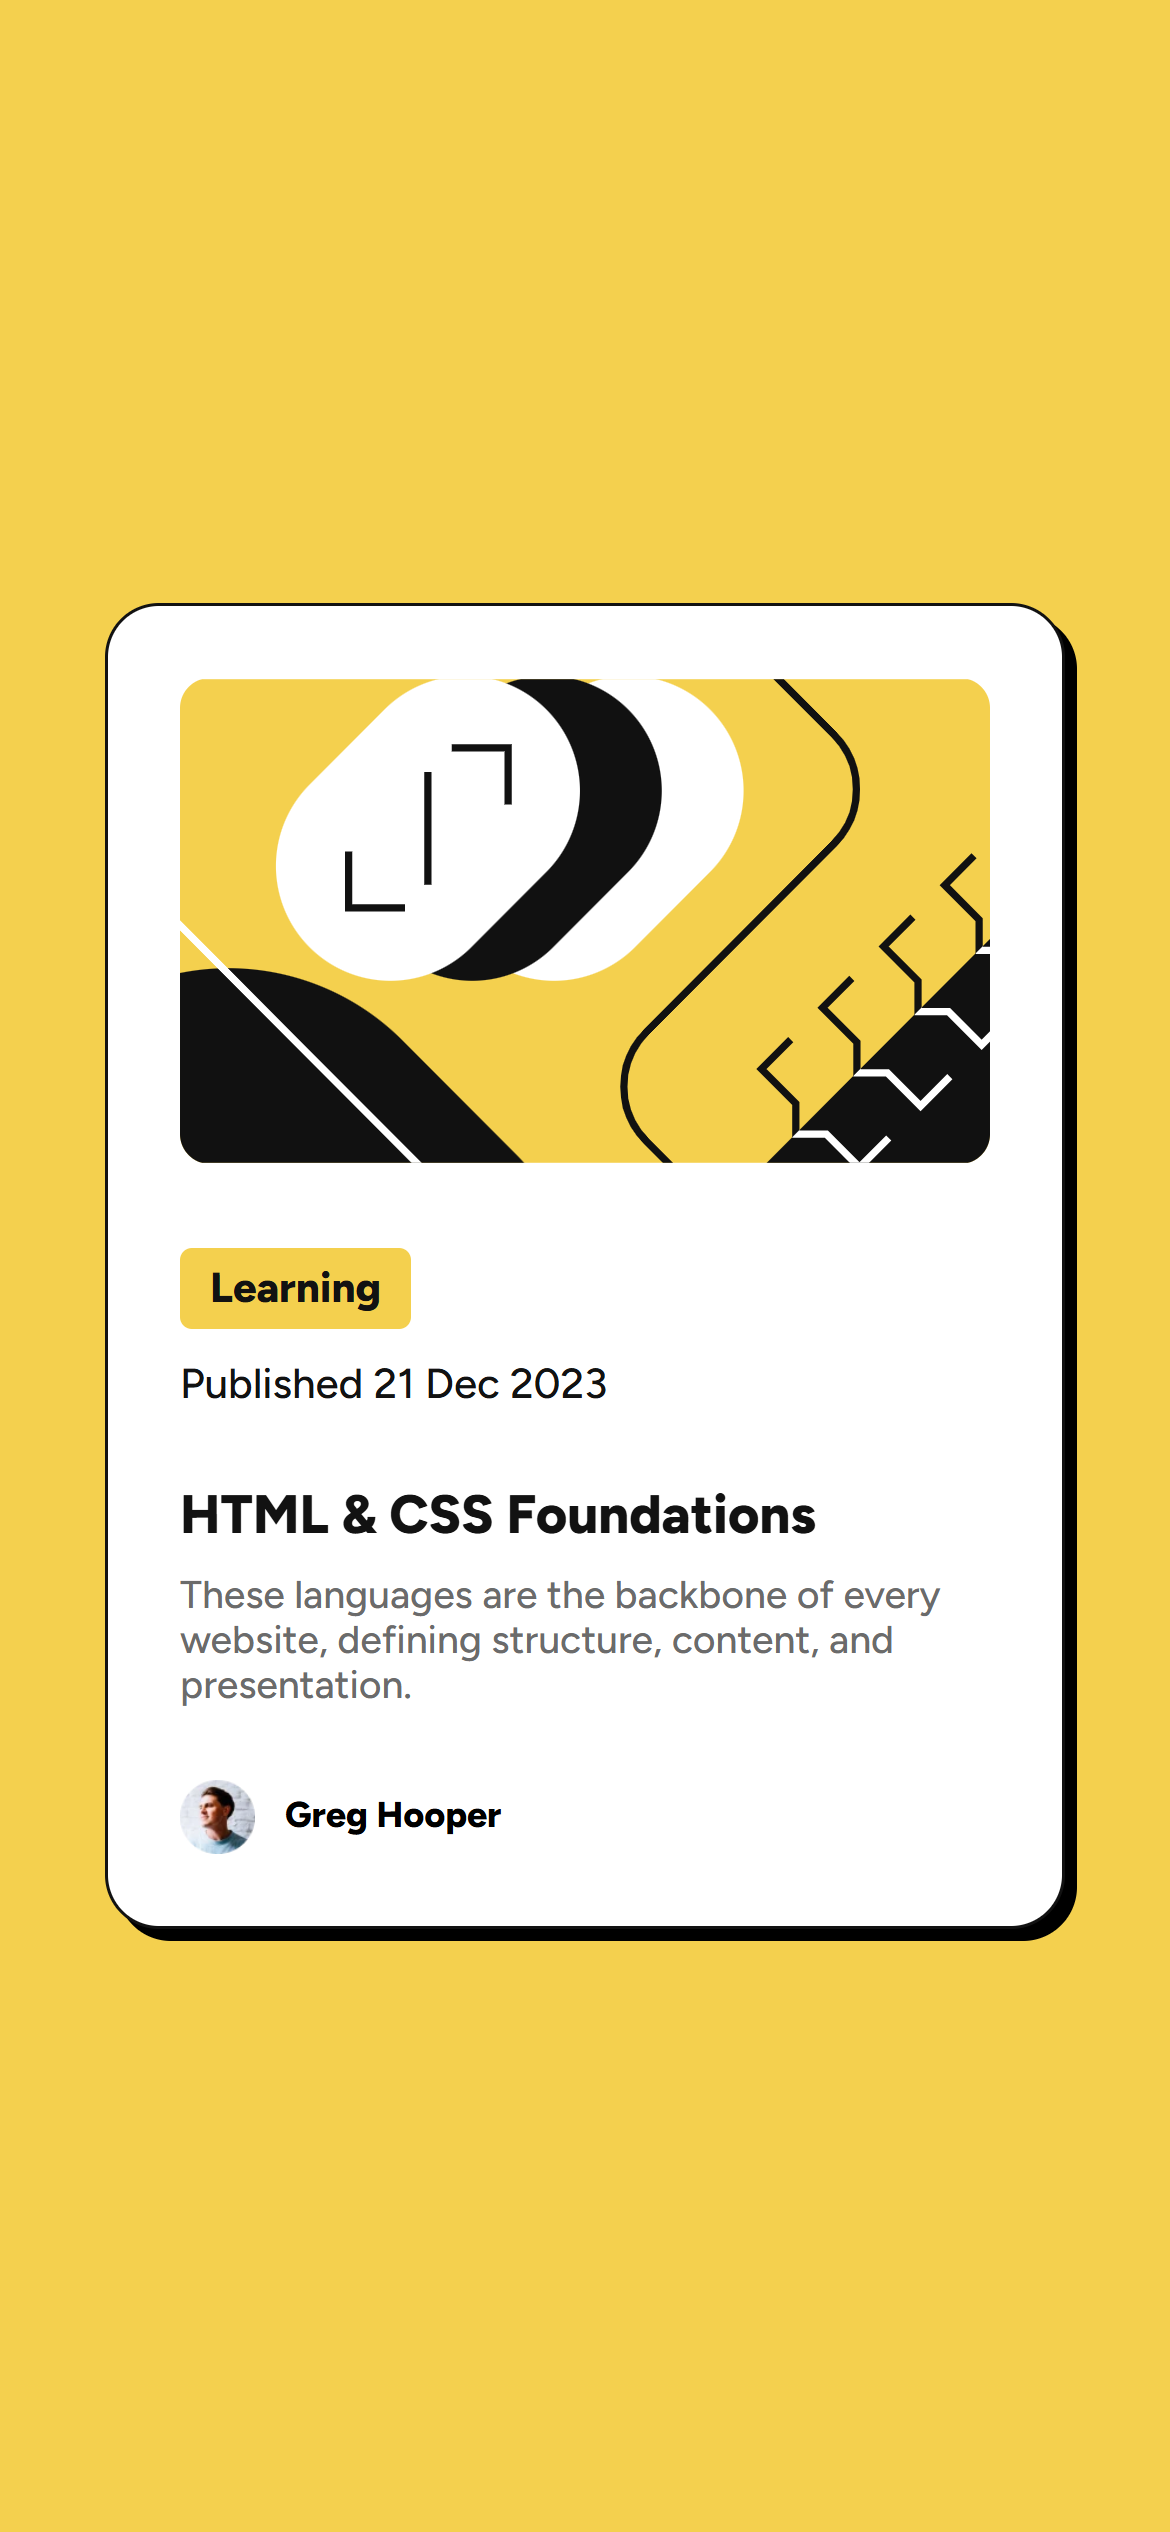 Learning
Published 21 Dec 2023
HTML & CSS Foundations
These languages are the backbone of every
website, defining structure, content, and
presentation.
Greg Hooper